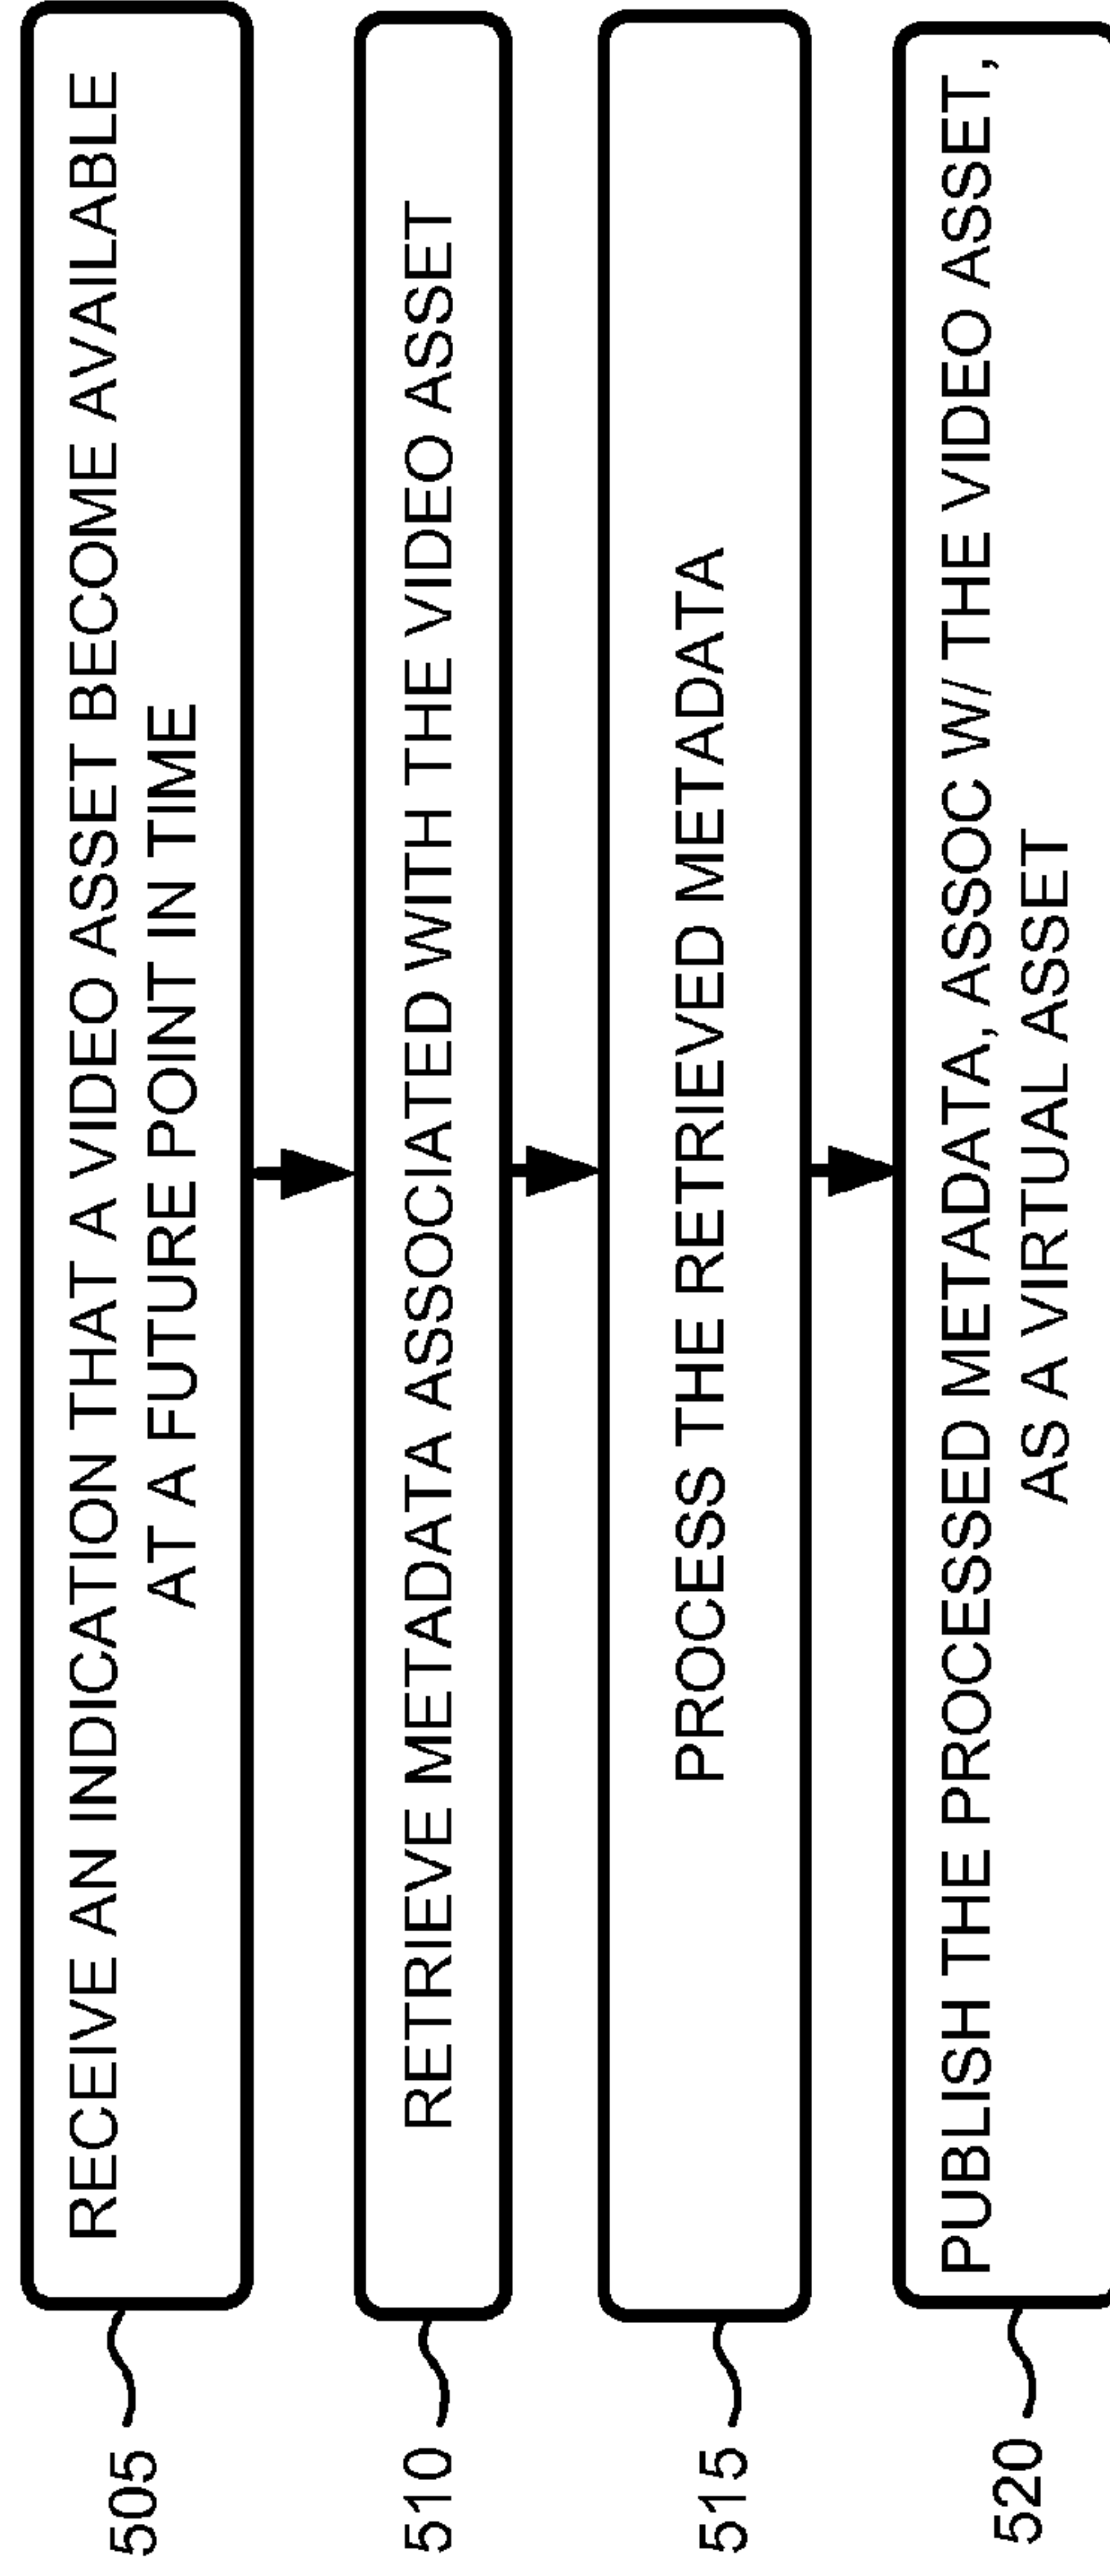 RECEIVE AN INDICATION THAT A VIDEO ASSET BECOME AVAILABLE
AT A FUTURE POINT IN TIME
505
RETRIEVE METADATA ASSOCIATED WITH THE VIDEO ASSET
510
PROCESS THE RETRIEVED METADATA
515
PUBLISH THE PROCESSED METADATA, ASSOC W/ THE VIDEO ASSET,
AS A VIRTUAL ASSET
520